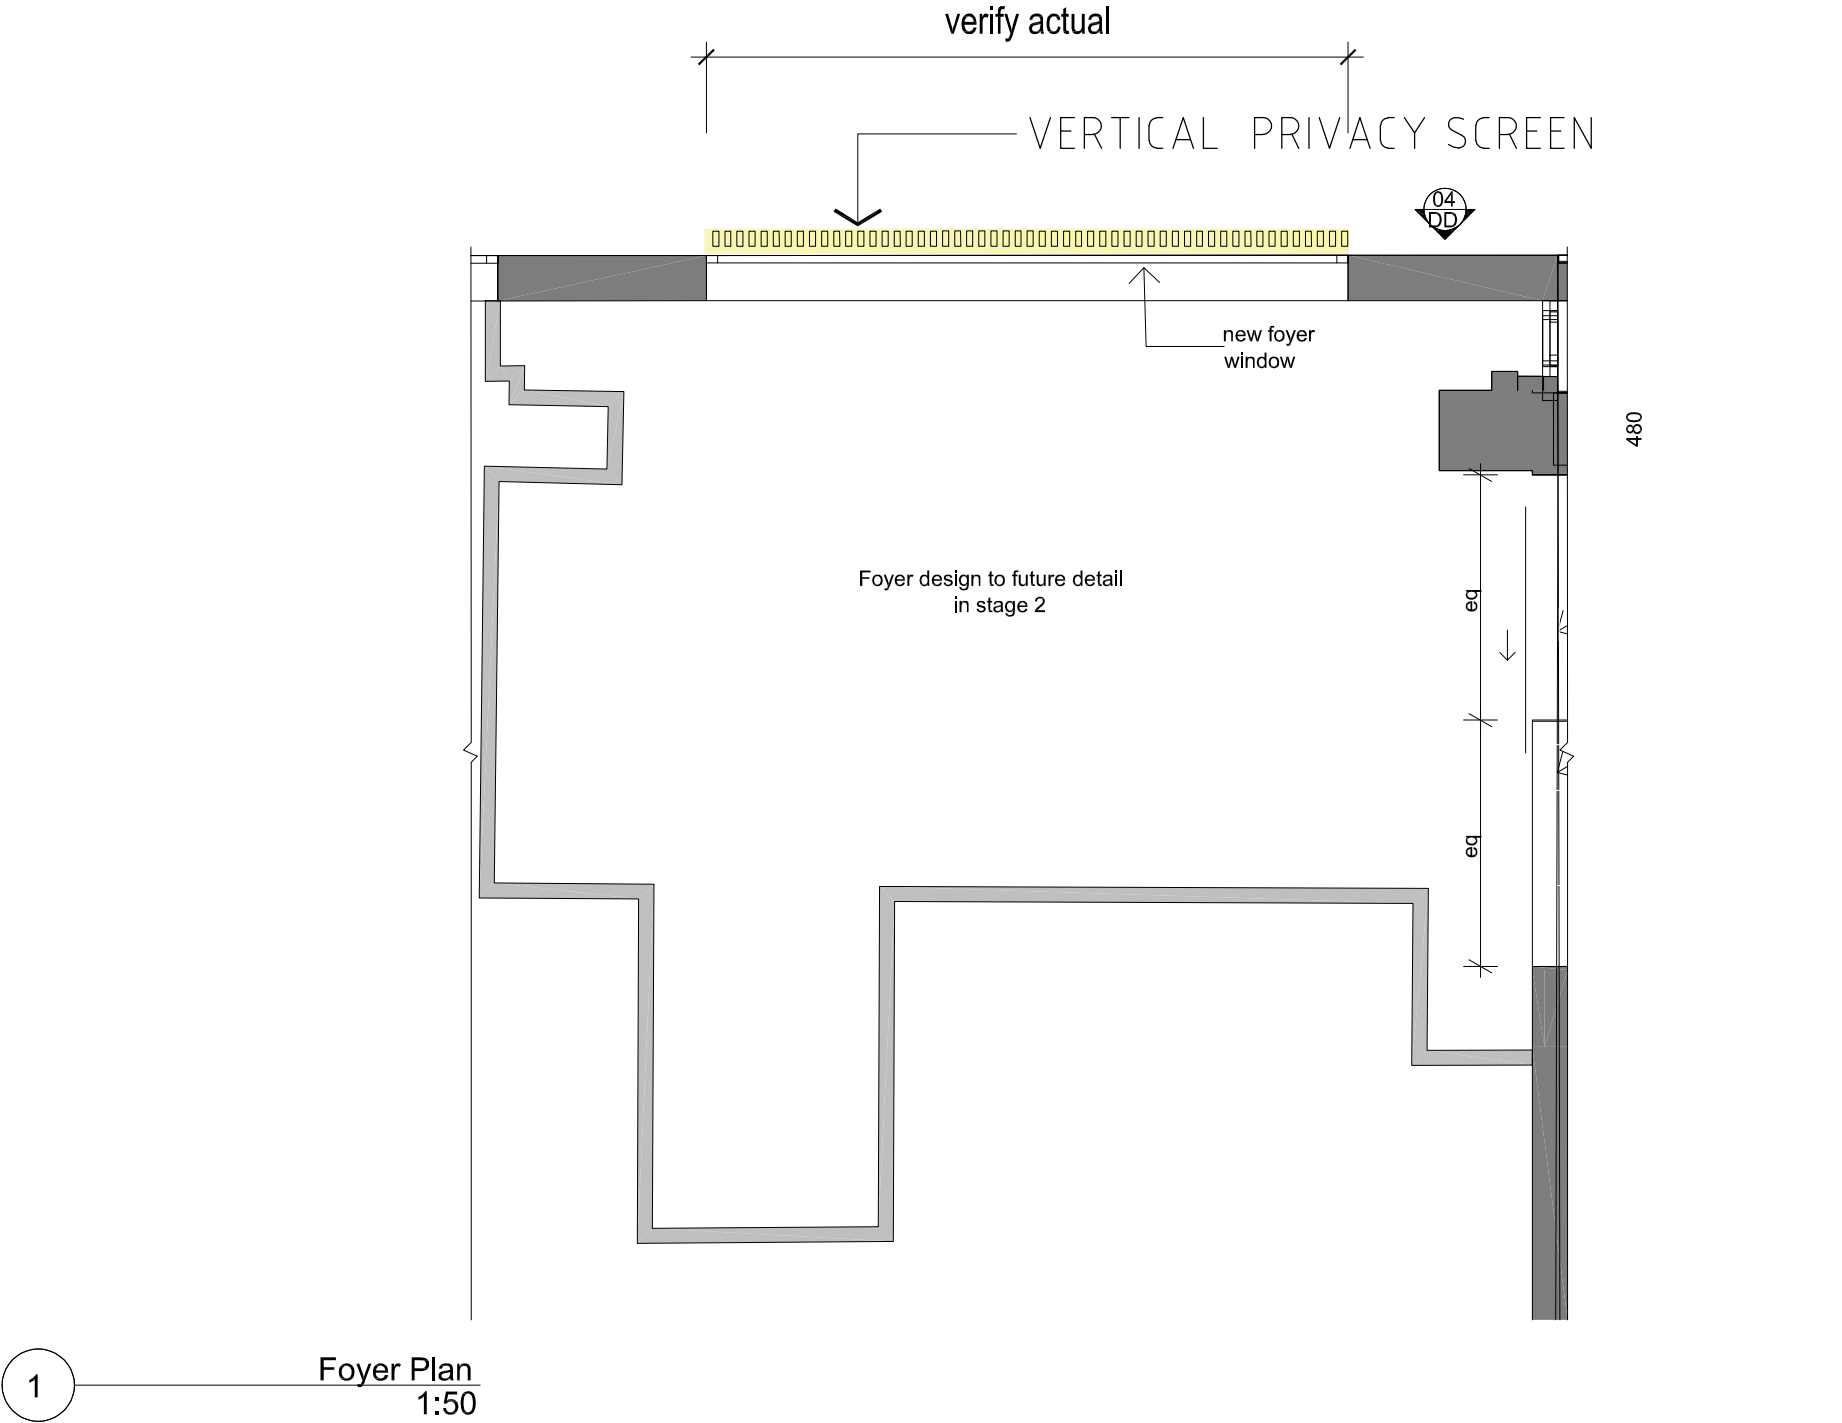 verify actual
VERTICAL PRIVACY SCREEN
04
DD
new foyer
window
480
Foyer design to future detail
in stage 2
eq
eq
1
Foyer Plan
1:50